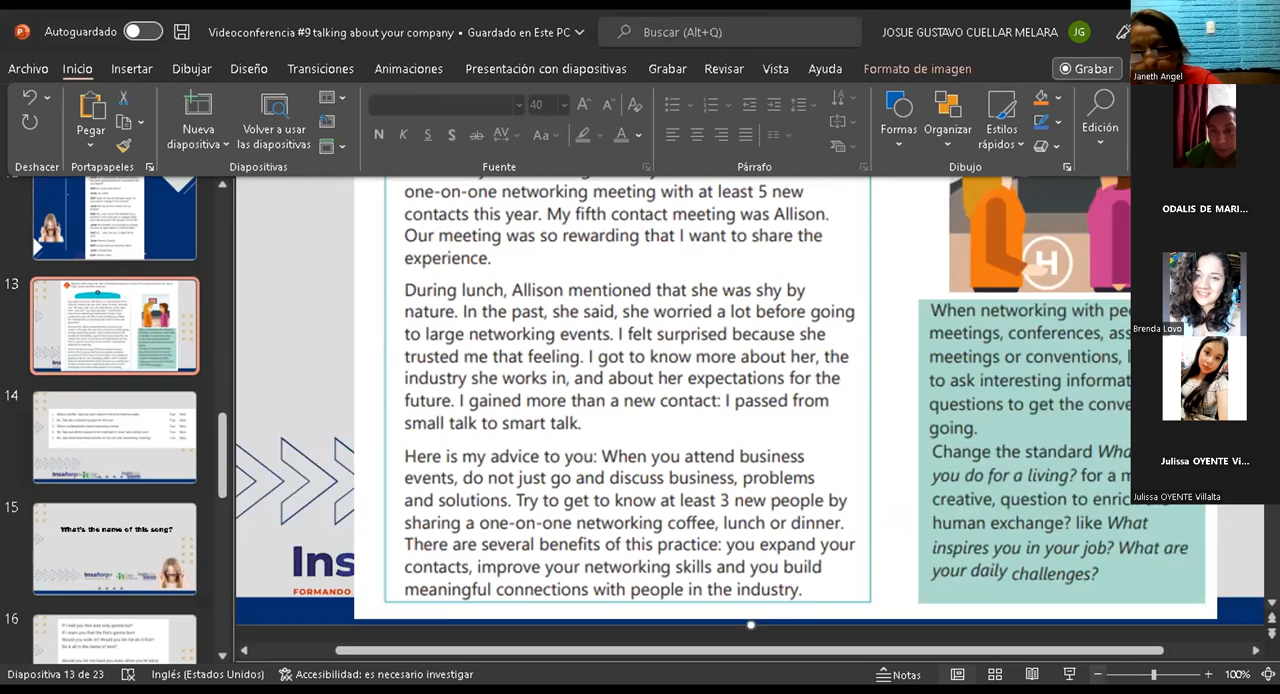 Autoguardado
Videoconferencia #9 talking about your company • Guardado en Este PC
Buscar (Alt+Q)
JOSUE GUSTAVO CUELLAR MELARA
JG
Archivo Inicio Insertar Dibujar Diseño Transiciones Animaciones Presentación con diapositivas Grabar Revisar Vista Ayuda Formato de imagen
Grabar
Pegar
Nueva diapositiva
Volver a usar las diapositivas
40
N K S S ab AV Aa A
Formas
Organizar
Estilos rápidos
Edición
Deshacer
Portapapeles
Diapositivas
Fuente
Párrafo
Dibujo
Janeth Angel
ODALIS DE MARI...
Brenda Lovo
Julissa OYENTE Vi...
Julissa OYENTE Villalta
13
14
15
What's the name of this song?
16
one-on-one networking meeting with at least 5 new
contacts this year. My fifth contact meeting was Allison.
Our meeting was so rewarding that I want to share the
experience.
During lunch, Allison mentioned that she was shy by
nature. In the past, she said, she worried a lot before going
to large networking events. I felt surprised because she
trusted me that feeling. I got to know more about her, the
industry she works in, and about her expectations for the
future. I gained more than a new contact: I passed from
small talk to smart talk.
Here is my advice to you: When you attend business
events, do not just go and discuss business, problems
and solutions. Try to get to know at least 3 new people by
sharing a one-on-one networking coffee, lunch or dinner.
There are several benefits of this practice: you expand your
contacts, improve your networking skills and you build
meaningful connections with people in the industry.
H
When networking with
meetings, conferences,
meetings or conventions,
to ask interesting
questions to get the
going.
Change the standard
you do for a living? for a
creative, question to
human exchange? like What
inspires you in your job? What are
your daily challenges?
Ins
FORMANDO
Diapositiva 13 de 23
Inglés (Estados Unidos)
Accesibilidad: es necesario investigar
Notas
100%